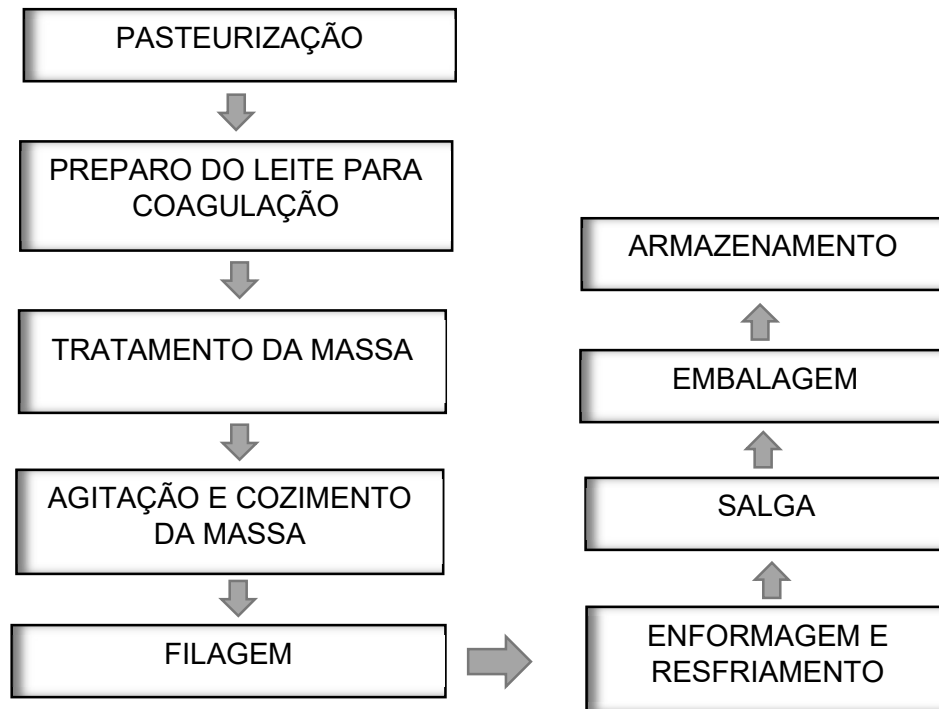 PASTEURIZAÇÃO
PREPARO DO LEITE PARA
COAGULAÇÃO
TRATAMENTO DA MASSA
AGITAÇÃO E COZIMENTO
DA MASSA
FILAGEM
ENFORMAGEM E
RESFRIAMENTO
SALGA
EMBALAGEM
ARMAZENAMENTO